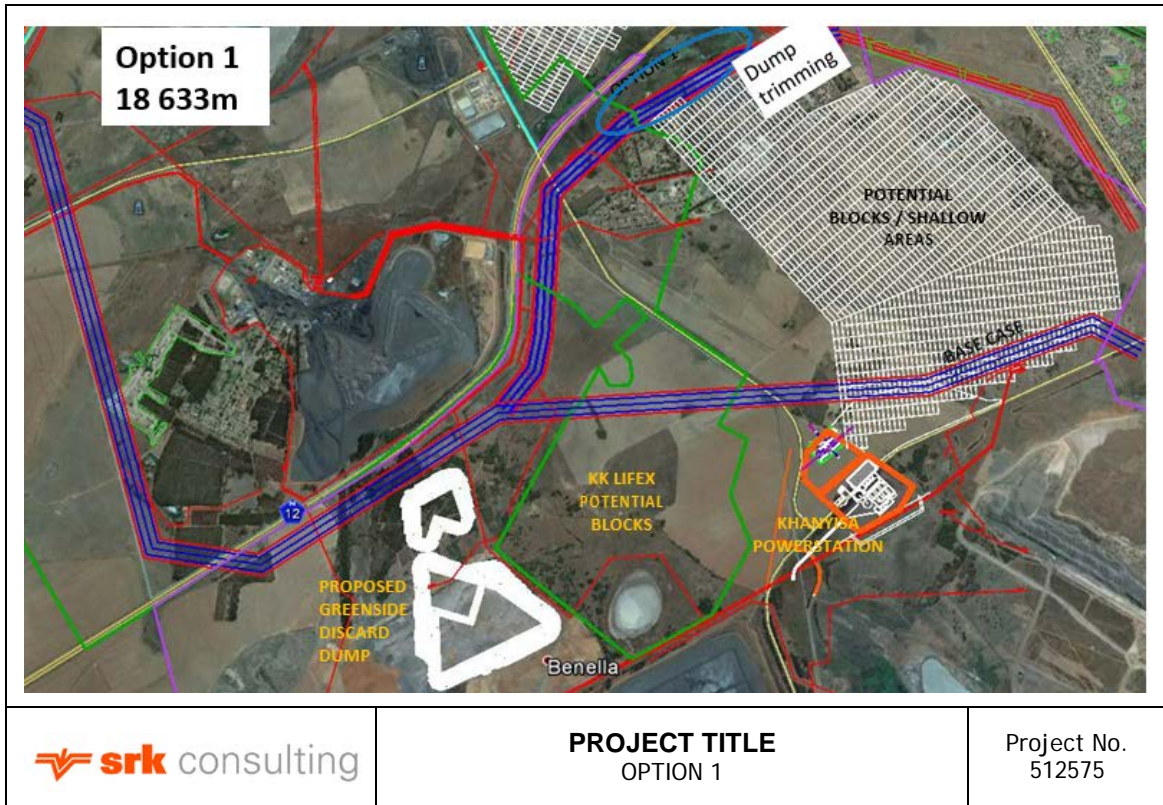 Option 1
18 633m
OPTION 1
Dump
trimming
POTENTIAL
BLOCKS / SHALLOW
AREAS
BASE CASE
KK LIFEX
POTENTIAL
BLOCKS
N
12
KHANYISA
POWERSTATION
PROPOSED
GREENSIDE
DISCARD
DUMP
Benella
srk consulting
PROJECT TITLE
OPTION 1
Project No.
512575